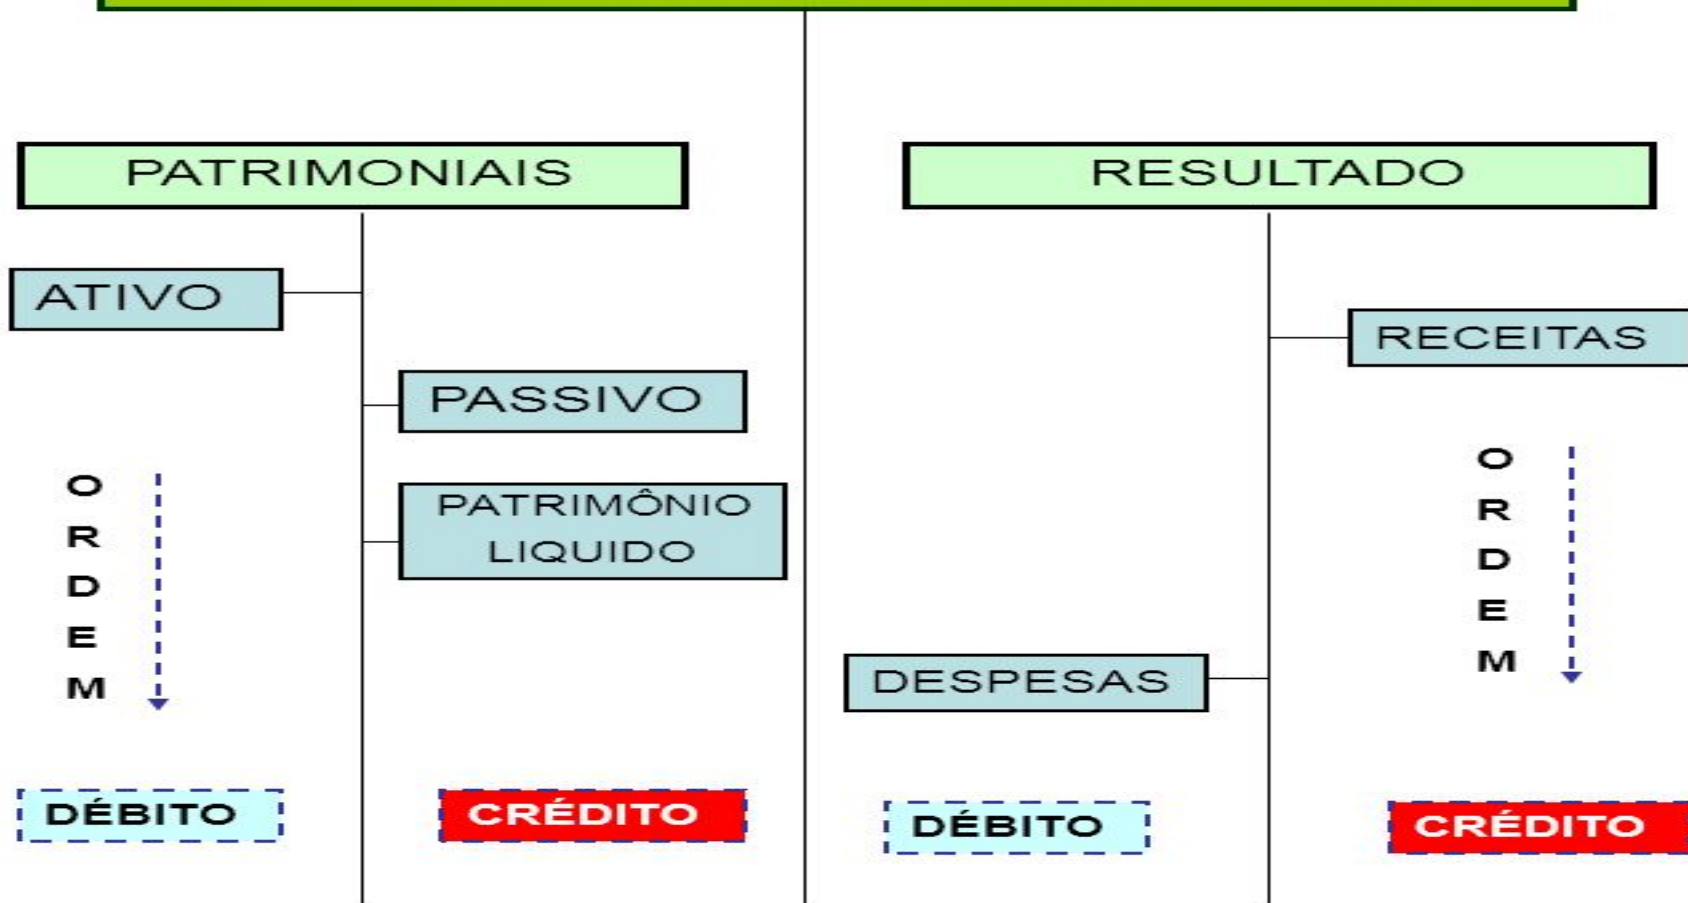 PATRIMONIAIS
ATIVO
PASSIVO
PATRIMÔNIO
LIQUIDO
O
R
D
E
M
DÉBITO
CRÉDITO
RESULTADO
RECEITAS
O
R
D
E
M
DESPESAS
DÉBITO
CRÉDITO